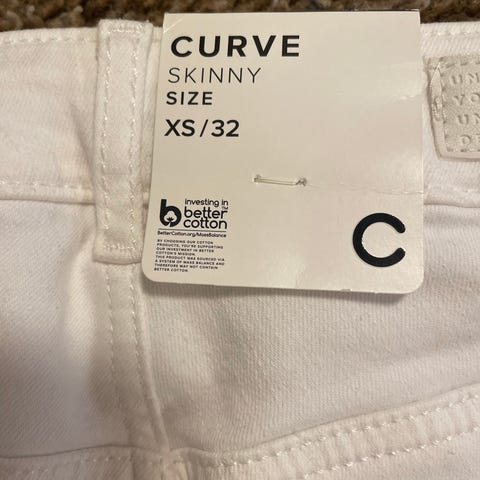 CURVE
SKINNY
SIZE
XS/32
investing in
better
cotton
TM
BetterCotton.org/MassBalance
BY CHOOSING OUR COTTON
PRODUCTS, YOU'RE SUPPORTING
OUR INVESTMENT IN BETTER
COTTON'S MISSION.
THIS PRODUCT WAS SOURCED VIA
A SYSTEM OF MASS BALANCE AND
THEREFORE MAY NOT CONTAIN
BETTER COTTON.
C